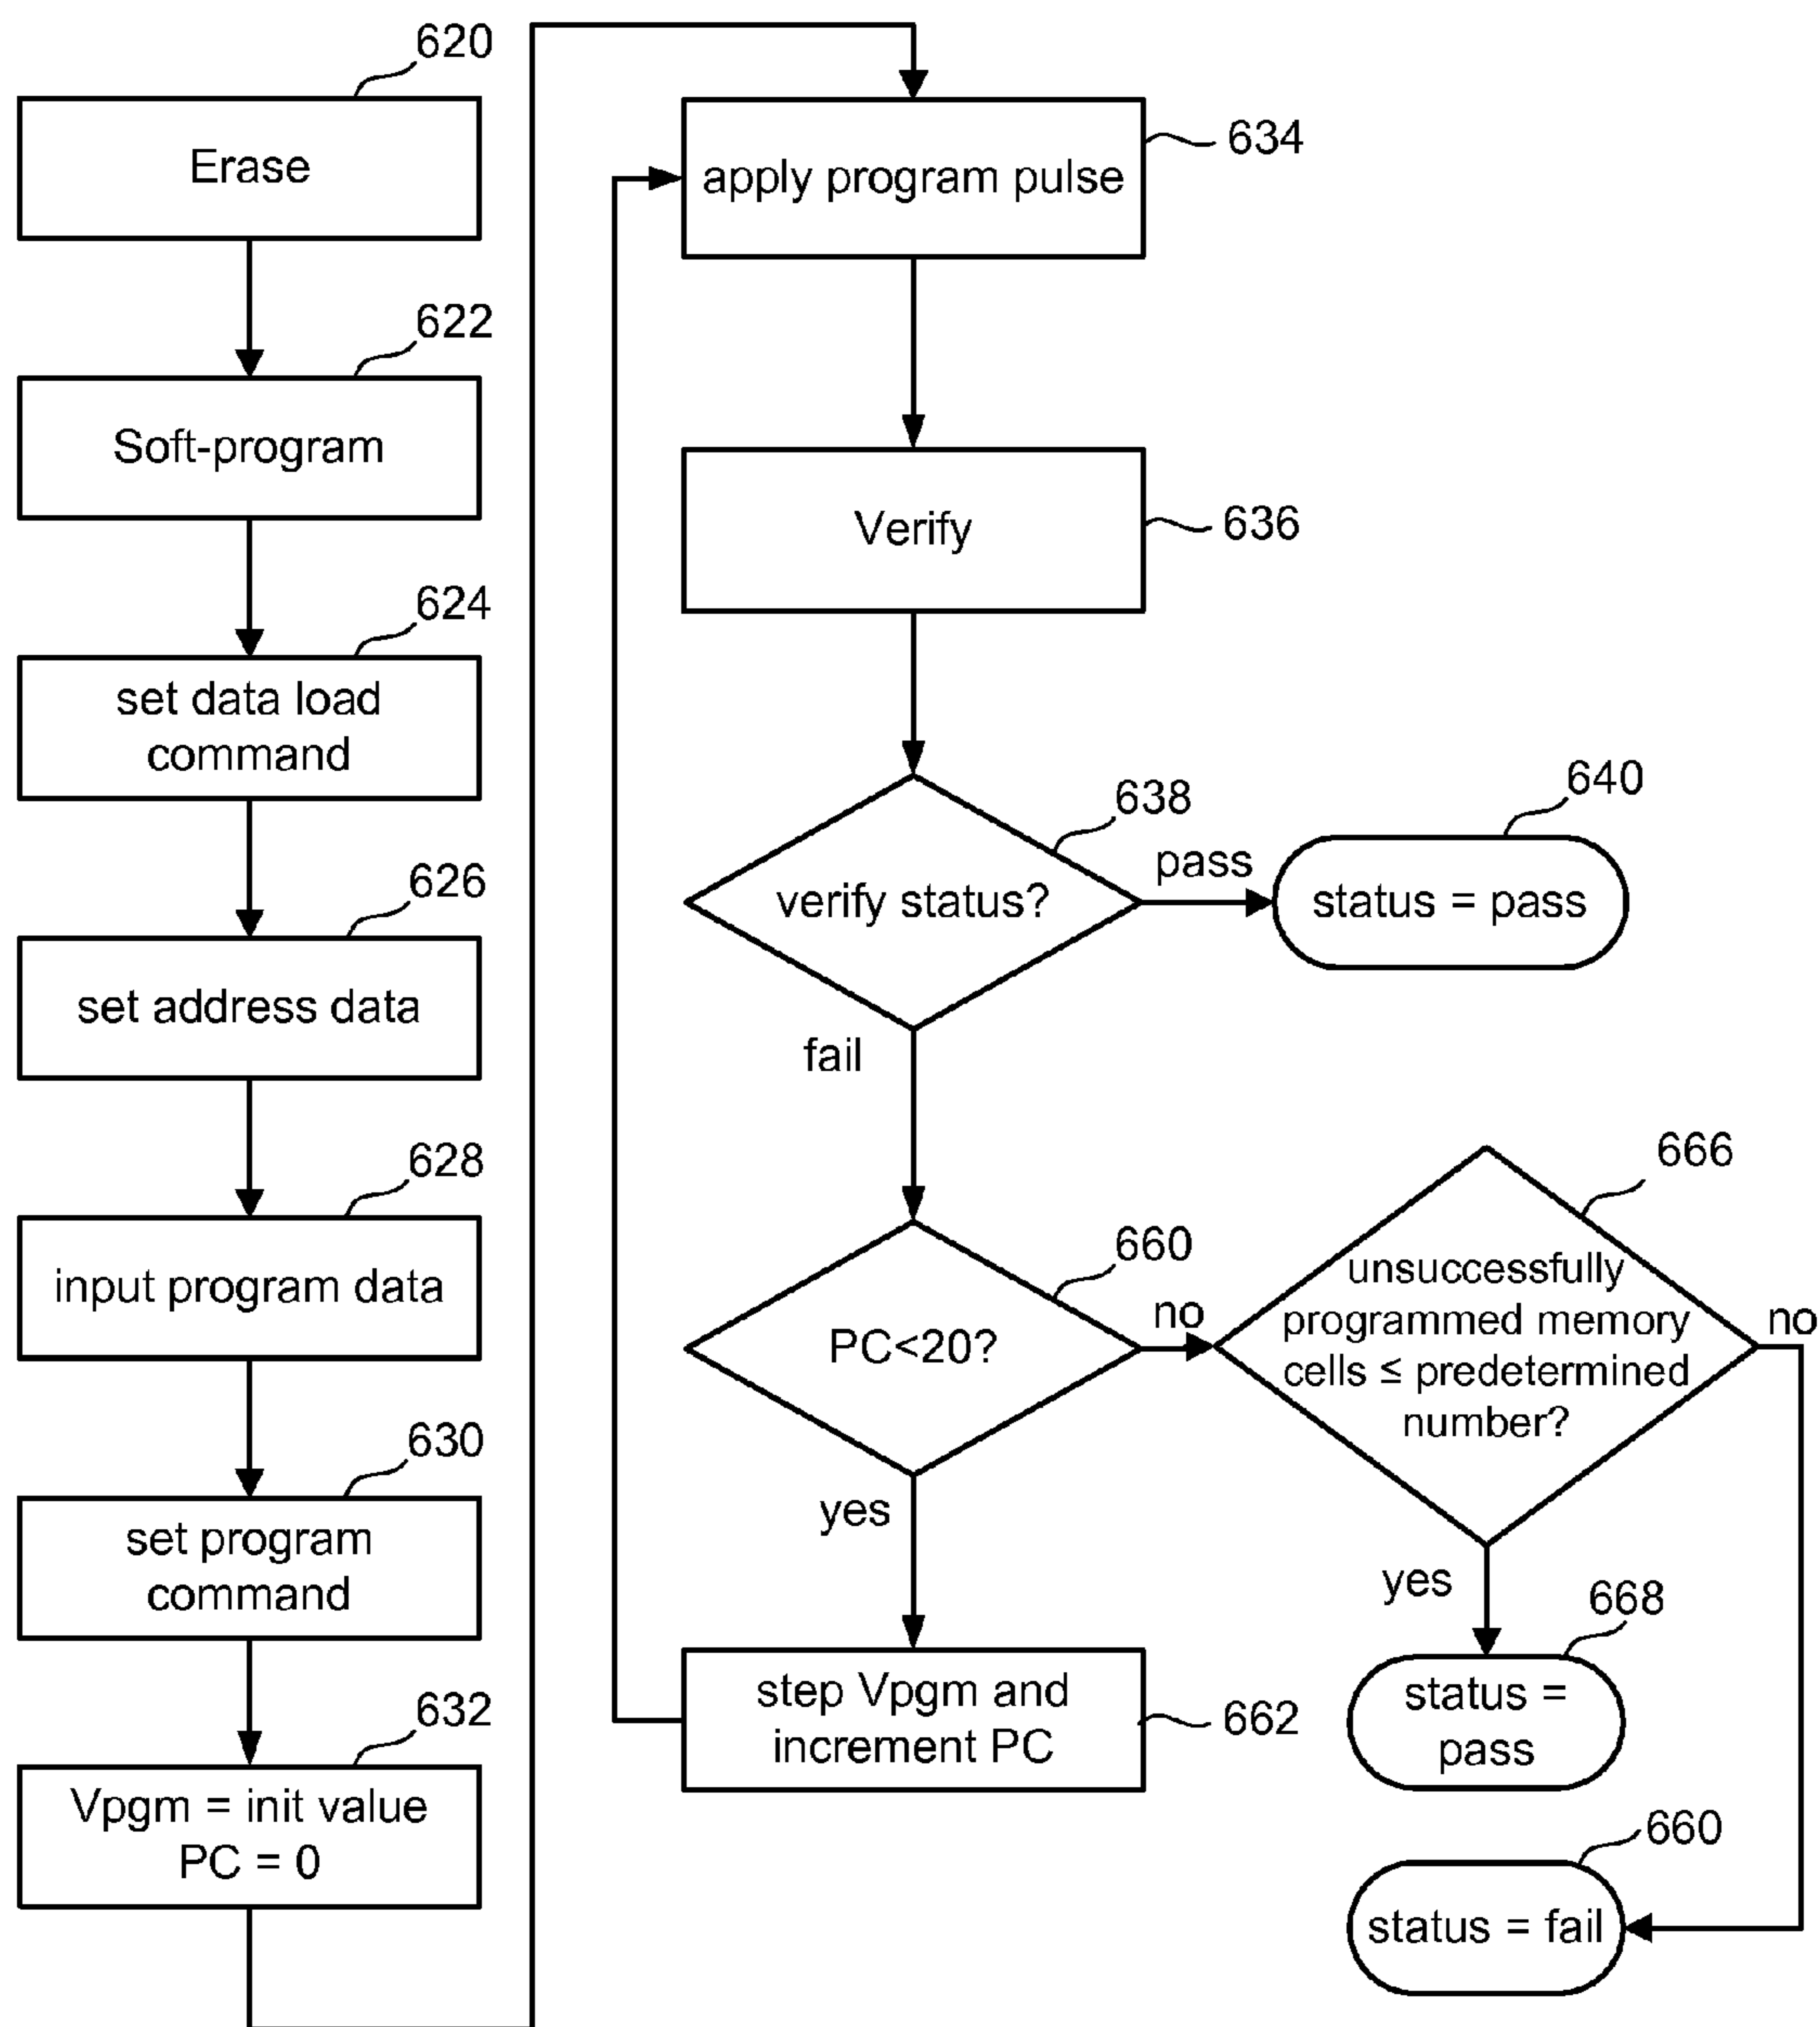 620
Erase
622
Soft-program
624
set data load
command
626
set address data
628
input program data
630
set program
command
632
Vpgm = init value
PC = 0
634
apply program pulse
636
Verify
638
verify status?
pass
640
status = pass
fail
660
PC<20?
no
666
unsuccessfully
programmed memory
cells ≤ predetermined
number?
no
yes
662
step Vpgm and
increment PC
yes
668
status =
pass
660
status = fail